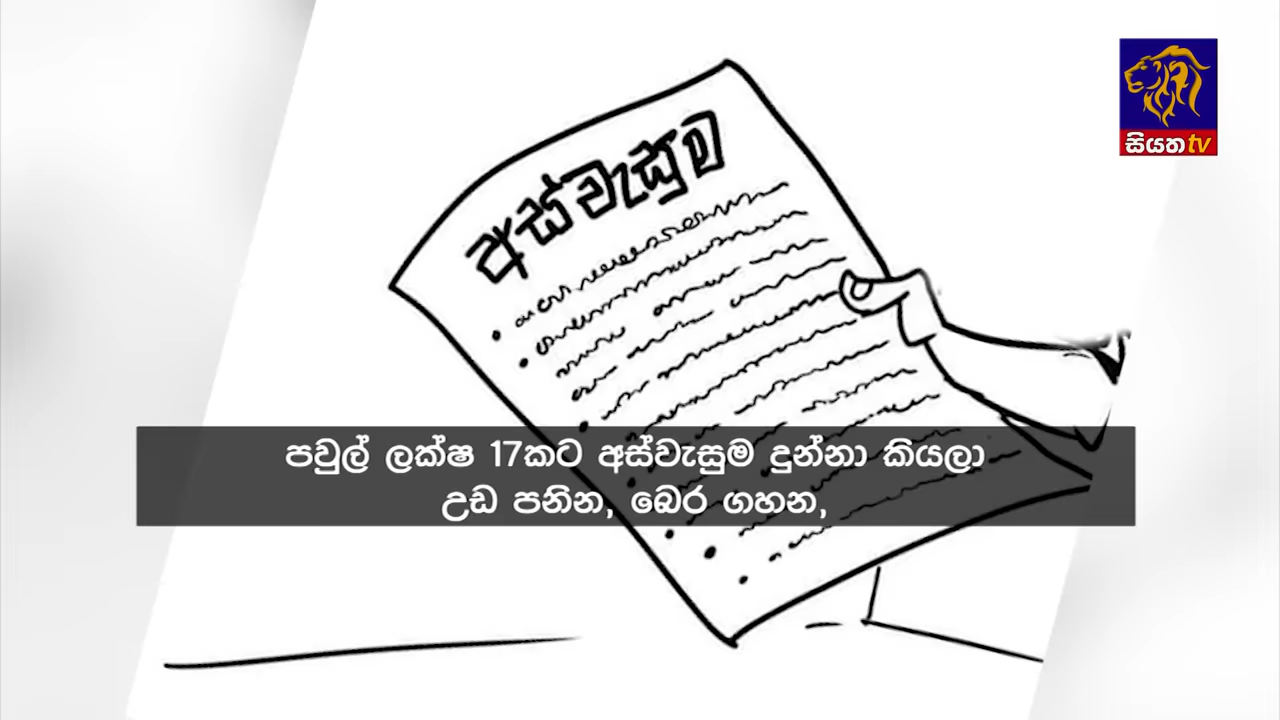 සියත tv
අස්වැසුම
පවුල් ලක්ෂ 17කට අස්වැසුම දුන්නා කියලා
උඩ පනින, බෙර ගහන,